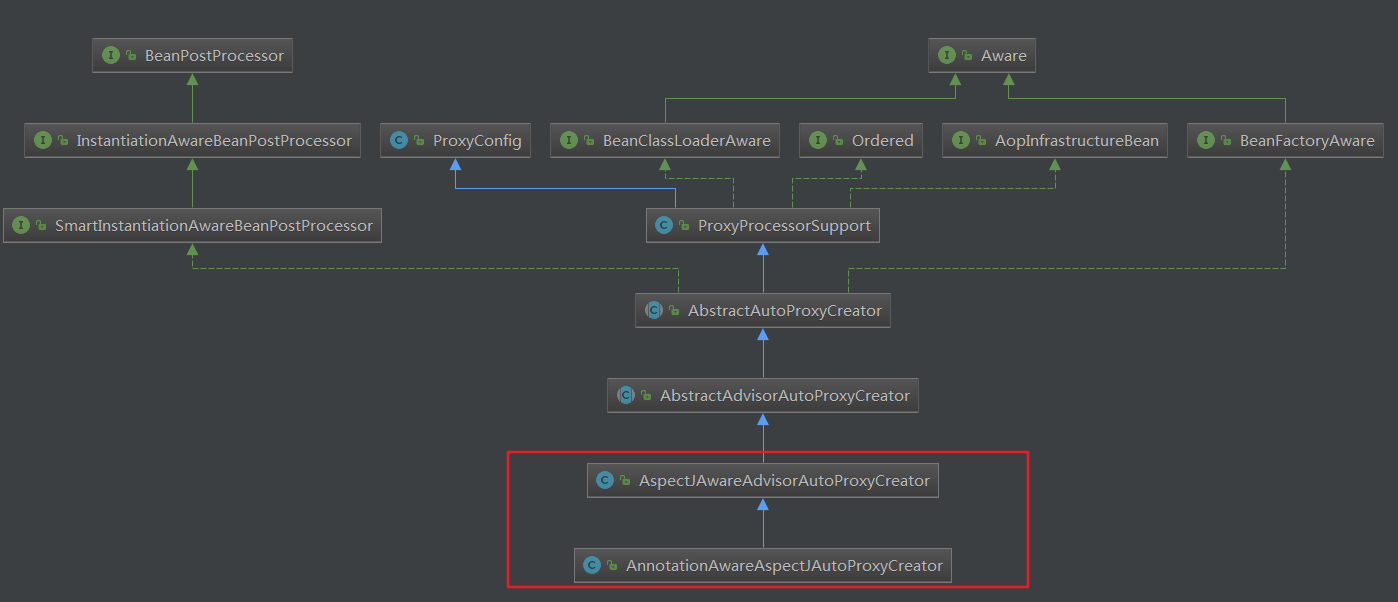 BeanPostProcessor
Aware
InstantiationAwareBeanPostProcessor
ProxyConfig
BeanClassLoaderAware
Ordered
AopInfrastructureBean
BeanFactoryAware
SmartInstantiationAwareBeanPostProcessor
ProxyProcessorSupport
AbstractAutoProxyCreator
AbstractAdvisorAutoProxyCreator
AspectJAwareAdvisorAutoProxyCreator
AnnotationAwareAspectJAutoProxyCreator